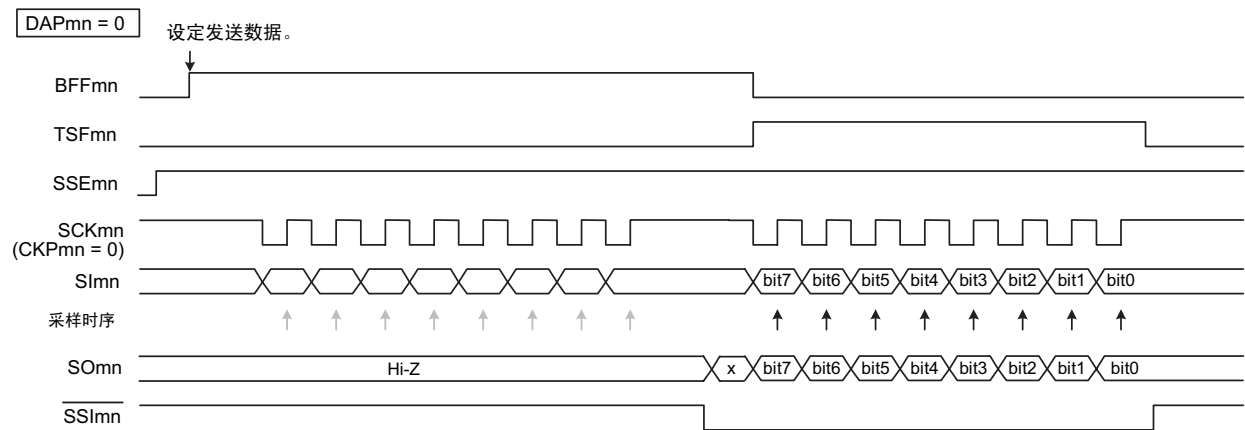 DAPmn = 0
设定发送数据。
BFFmn
TSFmn
SSEmn
SCKmn
(CKPmn = 0)
SImn
bit7 bit6 bit5 bit4 bit3 bit2 bit1 bit0
采样时序
SOmn
Hi-Z x bit7 bit6 bit5 bit4 bit3 bit2 bit1 bit0
SSImn